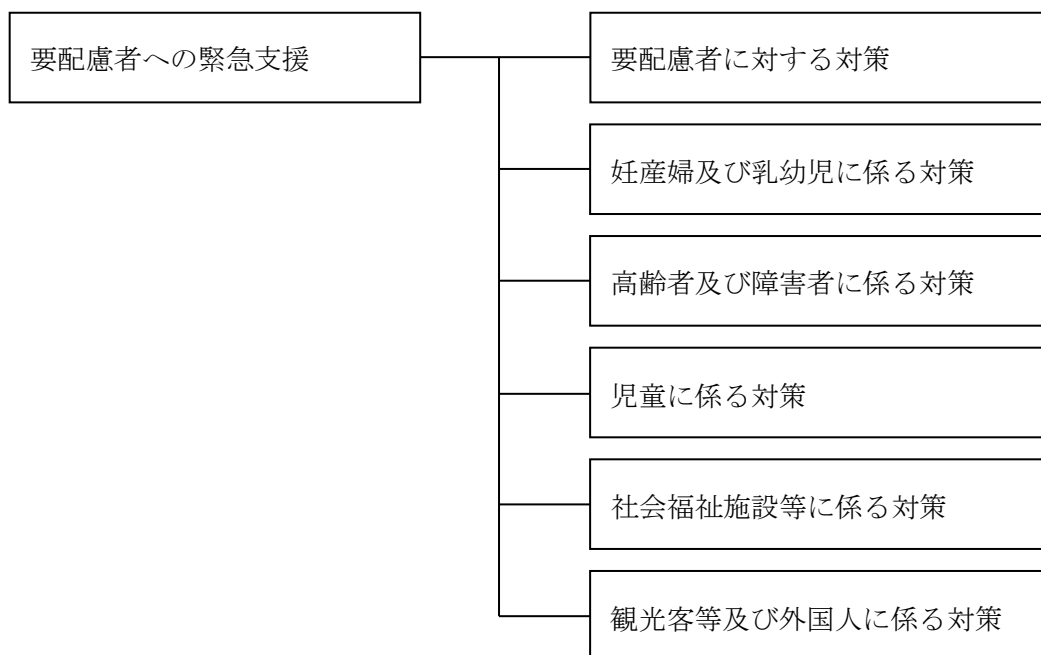 要配慮者への緊急支援
要配慮者に対する対策
妊産婦及び乳幼児に係る対策
高齢者及び障害者に係る対策
児童に係る対策
社会福祉施設等に係る対策
観光客等及び外国人に係る対策